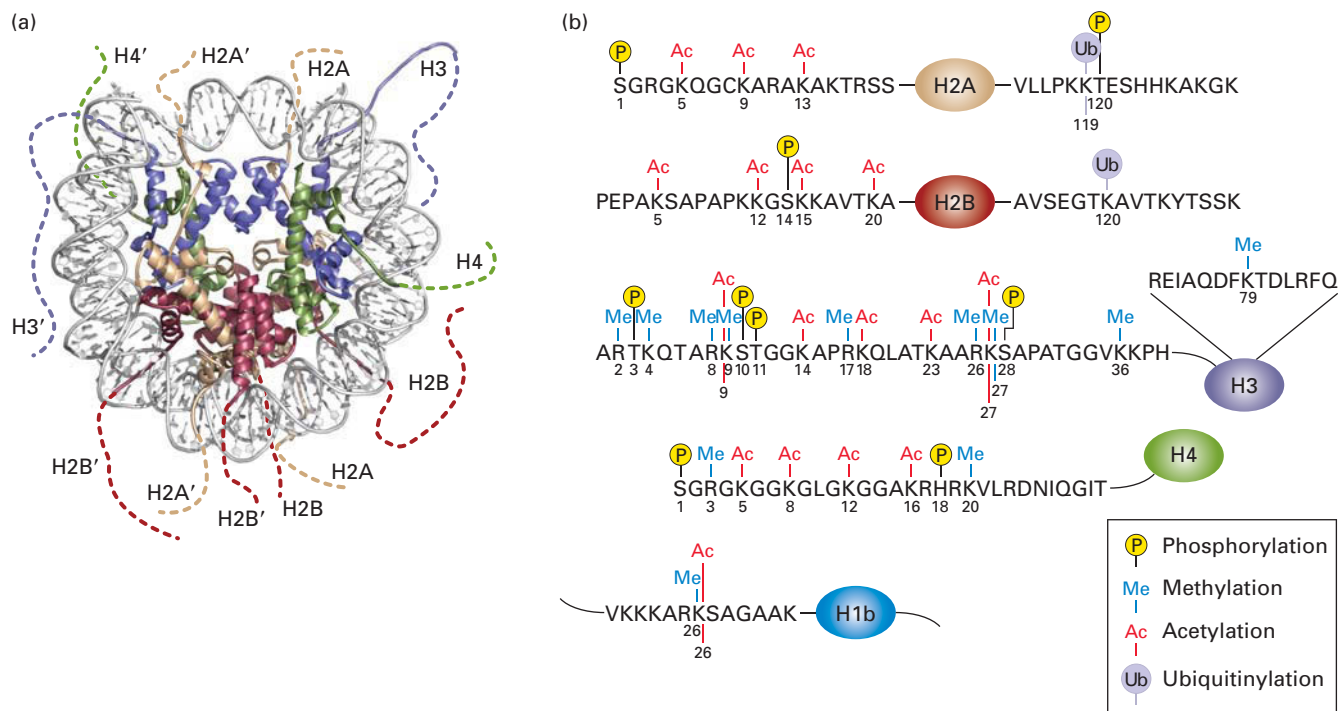 (a)
H4′
H2A′
H2A
H3
H4
H3′
H2B
H2B′
H2A′
H2B′
H2B
H2A
(b)
P
Ac Ac Ac
Ub
P
SGRGKQGCKARAKAKTRSS
H2A
VLLPKKTESHHKAKGK
1 5 9 13 120
119
P
Ac Ac Ac Ac
Ub
PEPAKSAPAPKKGSKKAVTKA
H2B
AVSEGTKAVTKYTSSK
5 12 14 15 20 120
Me
REIAQDFKTDLRFQ
79
Ac Ac
P P P P
Me Me Me Me Ac Me Ac Ac Me Me Me
ARTKQTARKSTGGKAPRKQLATKAARKSAPATGGVKKPH
H3
2 3 4 8 9 10 11 14 17 18 23 26 28 36
9 27
27
P Me Ac Ac Ac Ac P Me
SGRGKGGKGLGKGGAKRHRKVLRDNIQGIT
H4
1 3 5 8 12 16 18 20
Ac
Me
VKKKARKSAGAAK
H1b
26
26
P Phosphorylation
Me Methylation
Ac Acetylation
Ub Ubiquitinylation